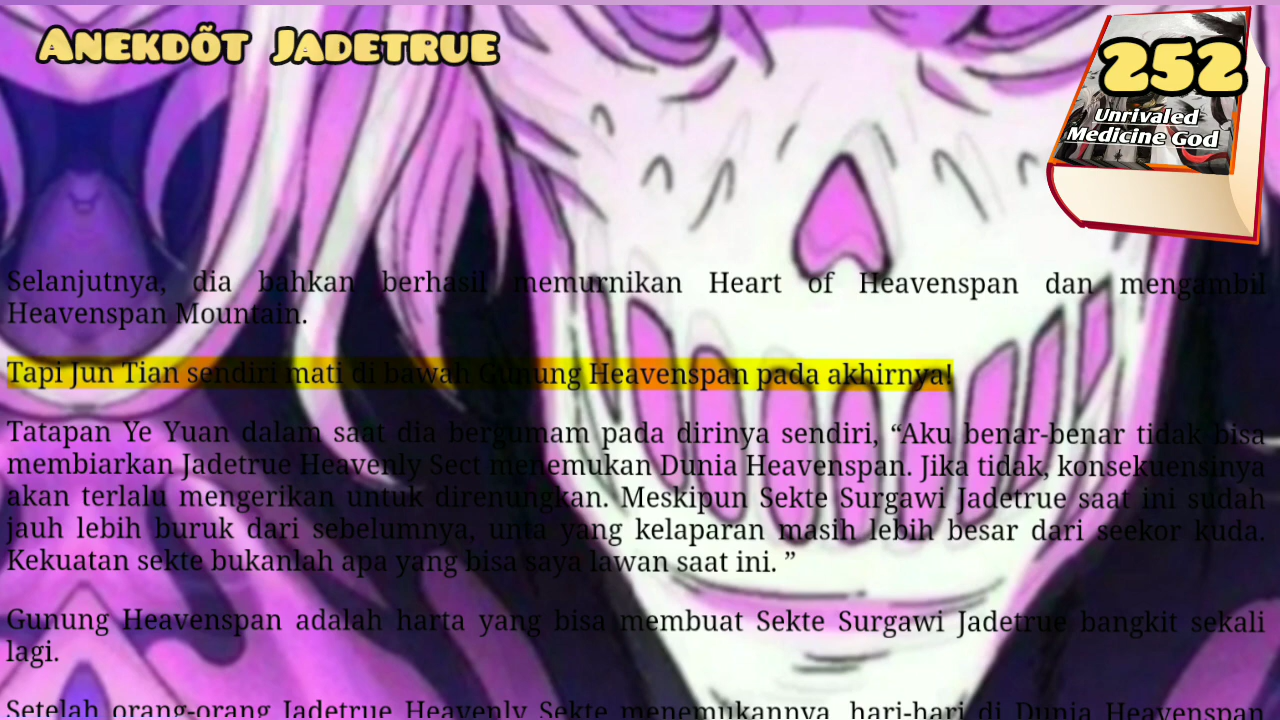 Anekdõt Jadetrue
252
Unrivaled
Medicine God
Selanjutnya, dia bahkan berhasil memurnikan Heart of Heavenspan dan mengambil
Heavenspan Mountain.
Tapi Jun Tian sendiri mati di bawah Gunung Heavenspan pada akhirnya!
Tatapan Ye Yuan dalam saat dia bergumam pada dirinya sendiri, “Aku benar-benar tidak bisa
membiarkan Jadetrue Heavenly Sect menemukan Dunia Heavenspan. Jika tidak, konsekuensinya
akan terlalu mengerikan untuk direnungkan. Meskipun Sekte Surgawi Jadetrue saat ini sudah
jauh lebih buruk dari sebelumnya, unta yang kelaparan masih lebih besar dari seekor kuda.
Kekuatan sekte bukanlah apa yang bisa saya lawan saat ini. ”
Gunung Heavenspan adalah harta yang bisa membuat Sekte Surgawi Jadetrue bangkit sekali
lagi.
Setelah orang-orang Jadetrue Heavenly Sekte menemukannya, hari-hari di Dunia Heavenspan